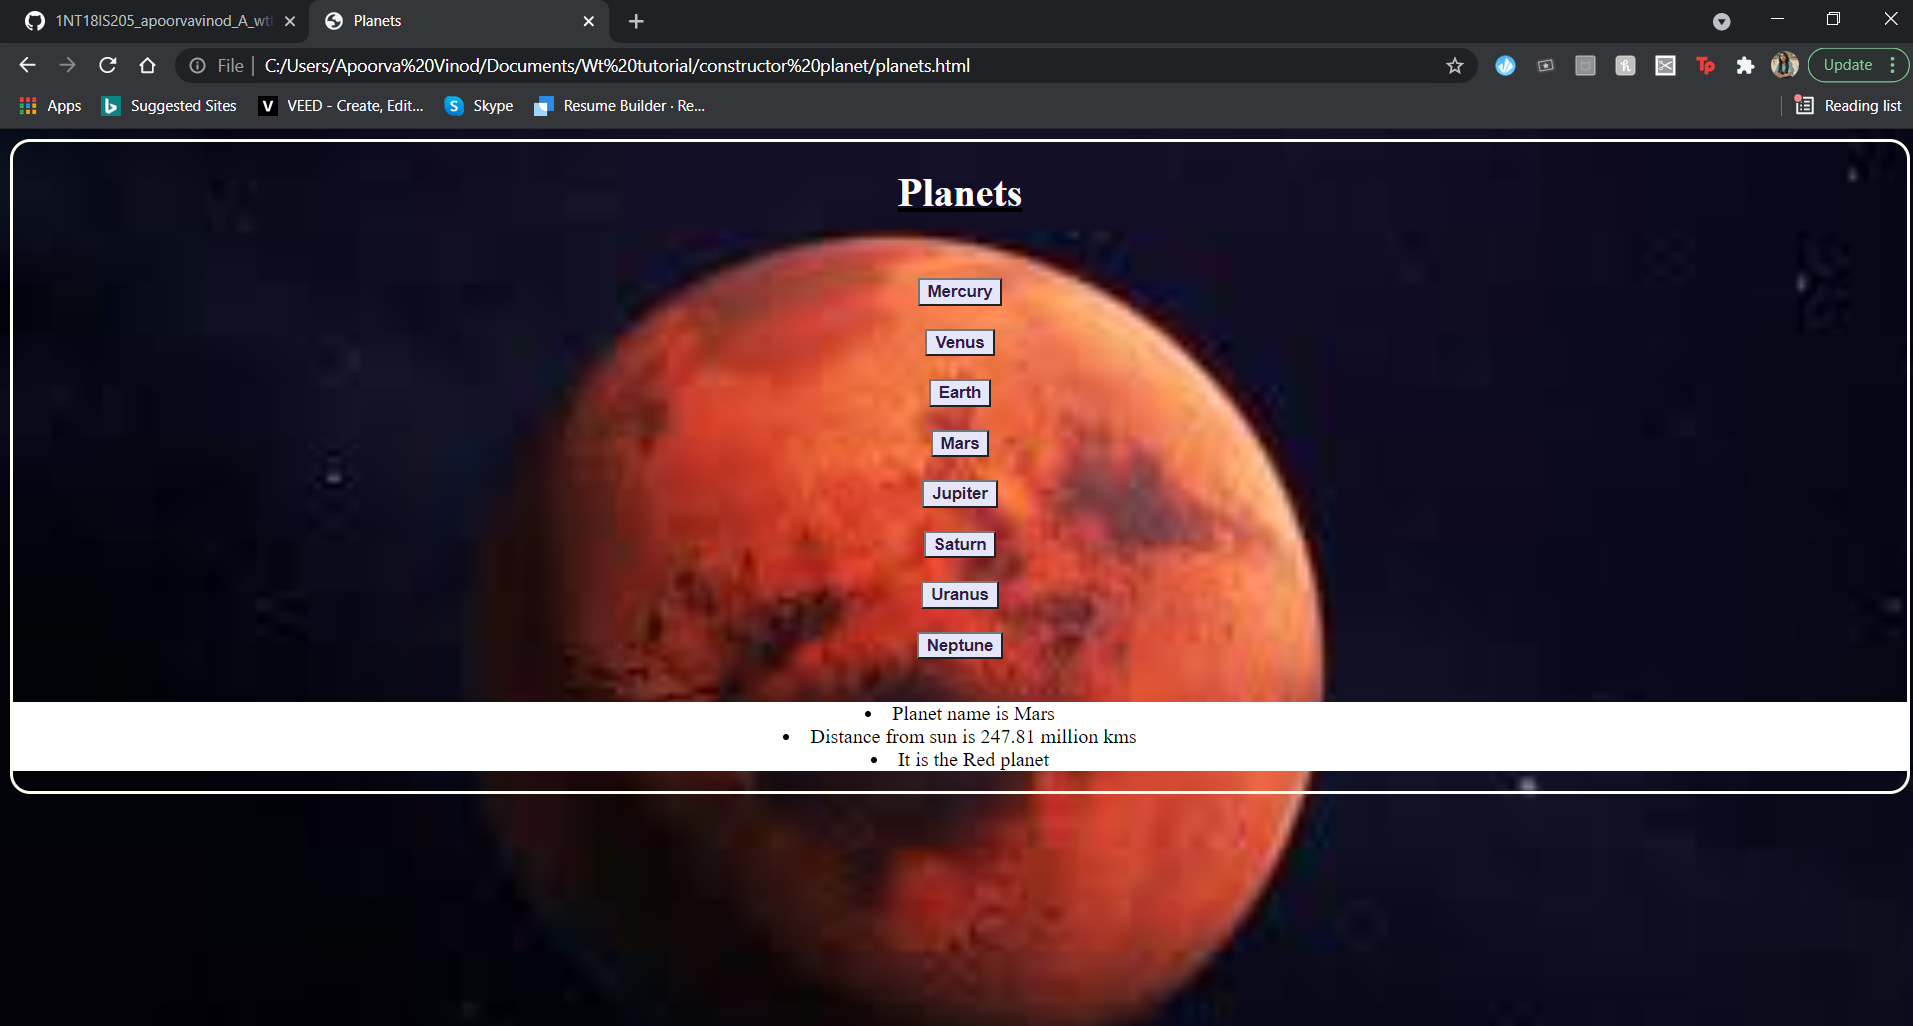 1NT18IS205_apoorvavinod_A_wt
Planets
File
C:/Users/Apoorva%20Vinod/Documents/Wt%20tutorial/constructor%20planet/planets.html
Tp
Update
Apps
Suggested Sites
V
VEED - Create, Edit...
S
Skype
Resume Builder · Re...
Reading list
Planets
Mercury
Venus
Earth
Mars
Jupiter
Saturn
Uranus
Neptune
• Planet name is Mars
• Distance from sun is 247.81 million kms
• It is the Red planet